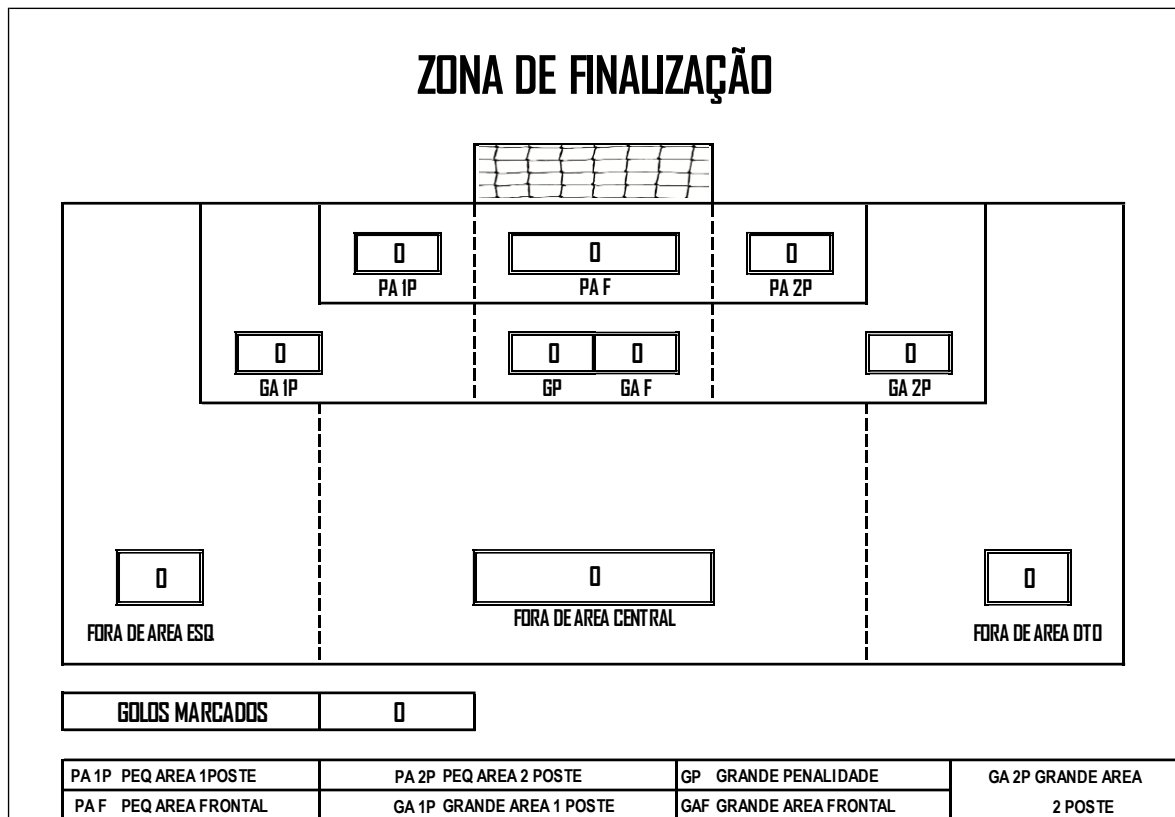 ZONA DE FINALIZAÇÃO
0 0 0
PA 1P PA F PA 2P
0 0 0 0
GA 1P GP GA F GA 2P
0 0 0
FORA DE AREA ESQ FORA DE AREA CENTRAL FORA DE AREA DTO
GOLOS MARCADOS 0
PA 1P PEQ AREA 1POSTE PA 2P PEQ AREA 2 POSTE GP GRANDE PENALIDADE GA 2P GRANDE AREA
PA F PEQ AREA FRONTAL GA 1P GRANDE AREA 1 POSTE GAF GRANDE AREA FRONTAL 2 POSTE